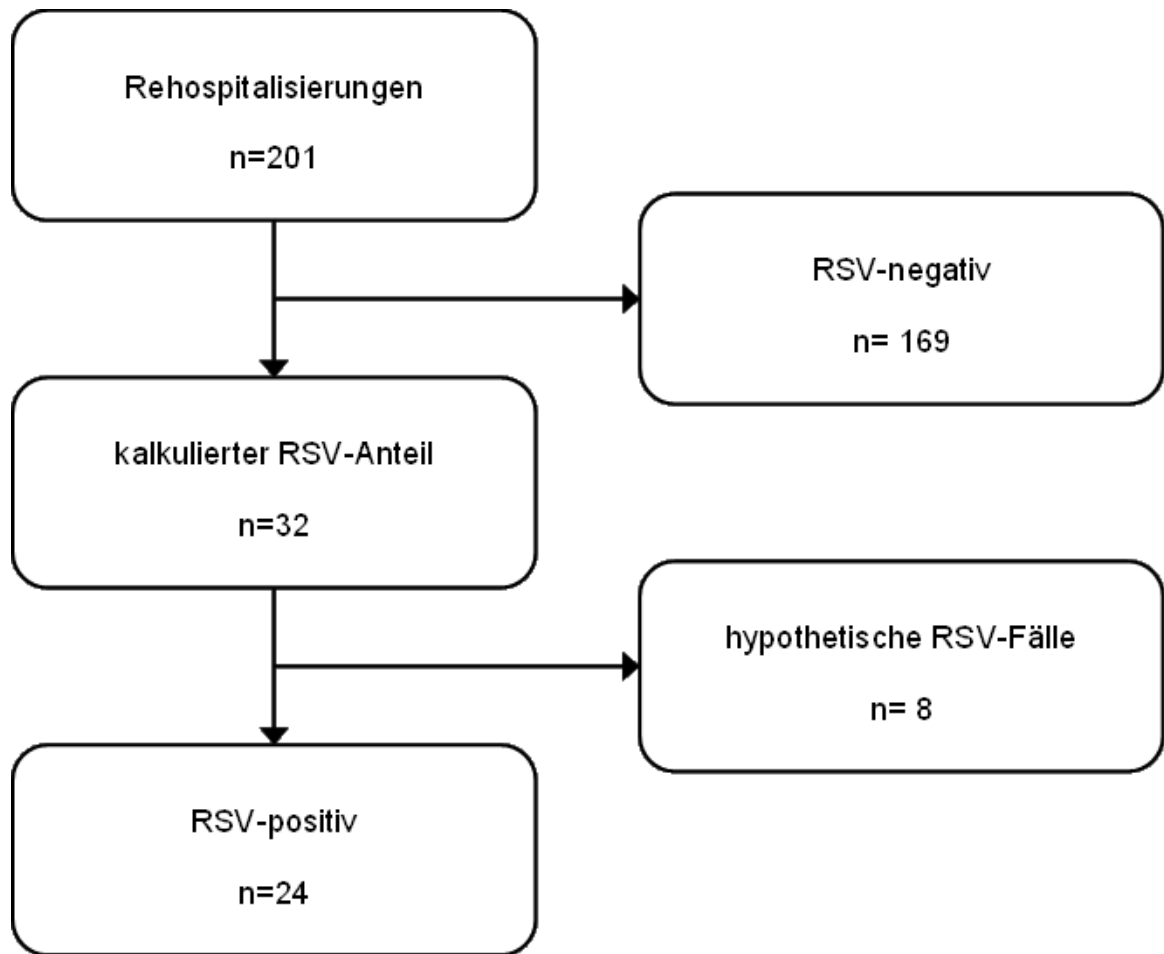 Rehospitalisierungen
n=201
RSV-negativ
n= 169
kalkulierter RSV-Anteil
n=32
hypothetische RSV-Fälle
n= 8
RSV-positiv
n=24